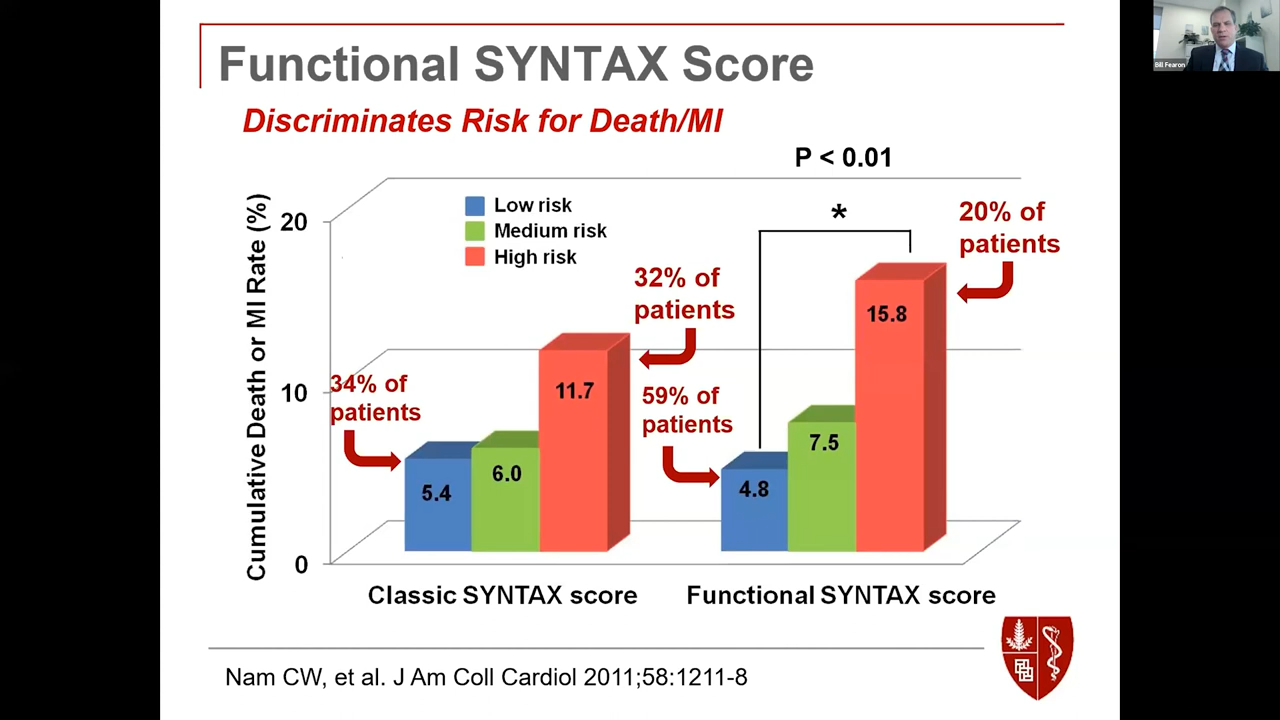 Functional SYNTAX Score
Discriminates Risk for Death/MI
P < 0.01
*
Cumulative Death or MI Rate (%)
20
10
0
Low risk
Medium risk
High risk
34% of
patients
32% of
patients
59% of
patients
20% of
patients
5.4
6.0
11.7
4.8
7.5
15.8
Classic SYNTAX score
Functional SYNTAX score
Nam CW, et al. J Am Coll Cardiol 2011;58:1211-8
Bill Fearon